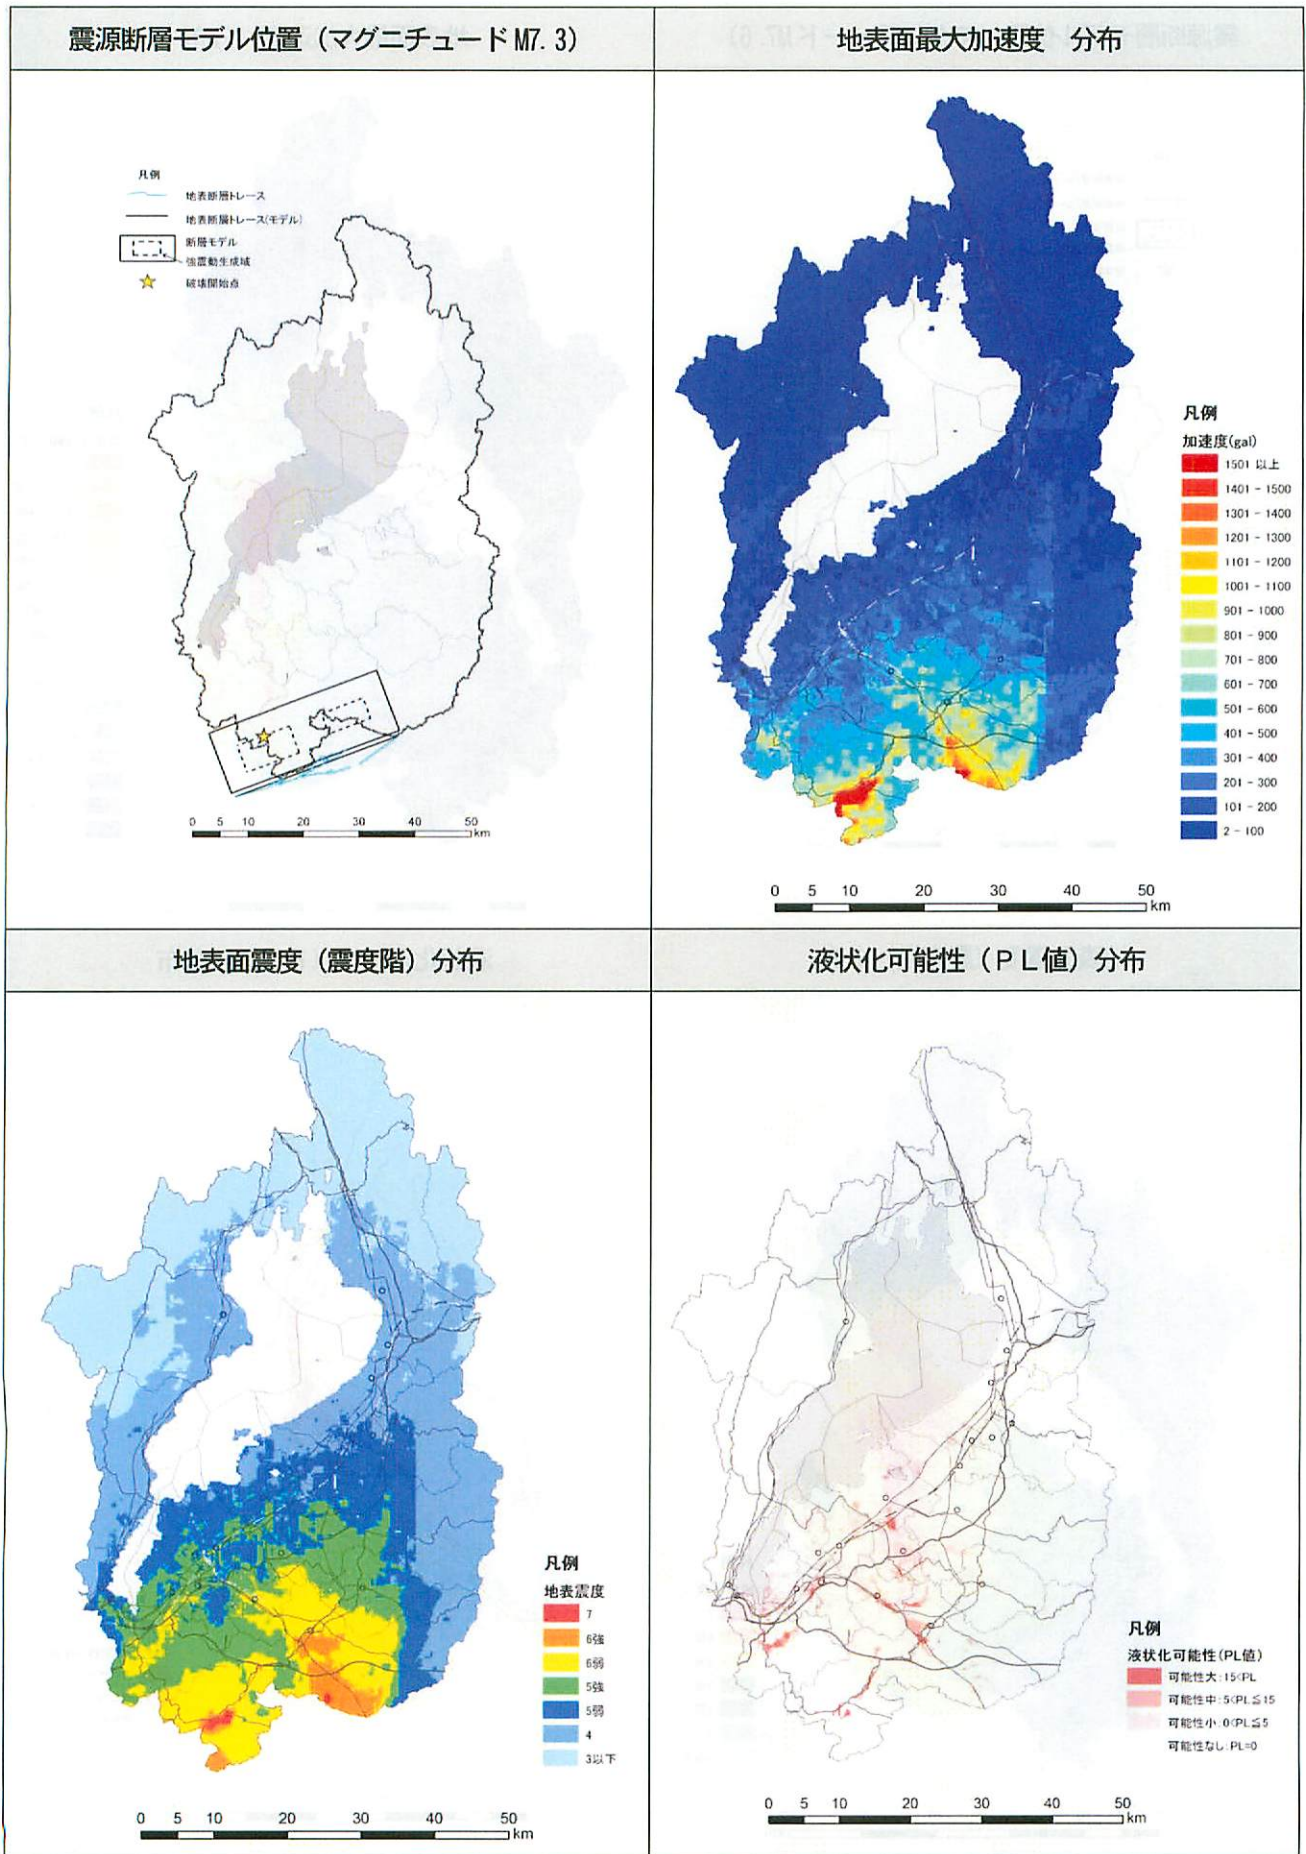 震源断層モデル位置（マグニチュード M7.3）
凡例
地表断層トレース
地表断層トレース(モデル)
断層モデル
強震動生成域
破壊開始点
0 5 10 20 30 40 50
km
地表面最大加速度 分布
凡例
加速度(gal)
1501 以上
1401 - 1500
1301 - 1400
1201 - 1300
1101 - 1200
1001 - 1100
901 - 1000
801 - 900
701 - 800
601 - 700
501 - 600
401 - 500
301 - 400
201 - 300
101 - 200
2 - 100
0 5 10 20 30 40 50
km
地表面震度（震度階）分布
凡例
地表震度
7
6強
6弱
5強
5弱
4
3以下
0 5 10 20 30 40 50
km
液状化可能性（ＰＬ値）分布
凡例
液状化可能性(PL値)
可能性大:15<PL
可能性中:5<PL≦15
可能性小:0<PL≦5
可能性なし:PL=0
0 5 10 20 30 40 50
km